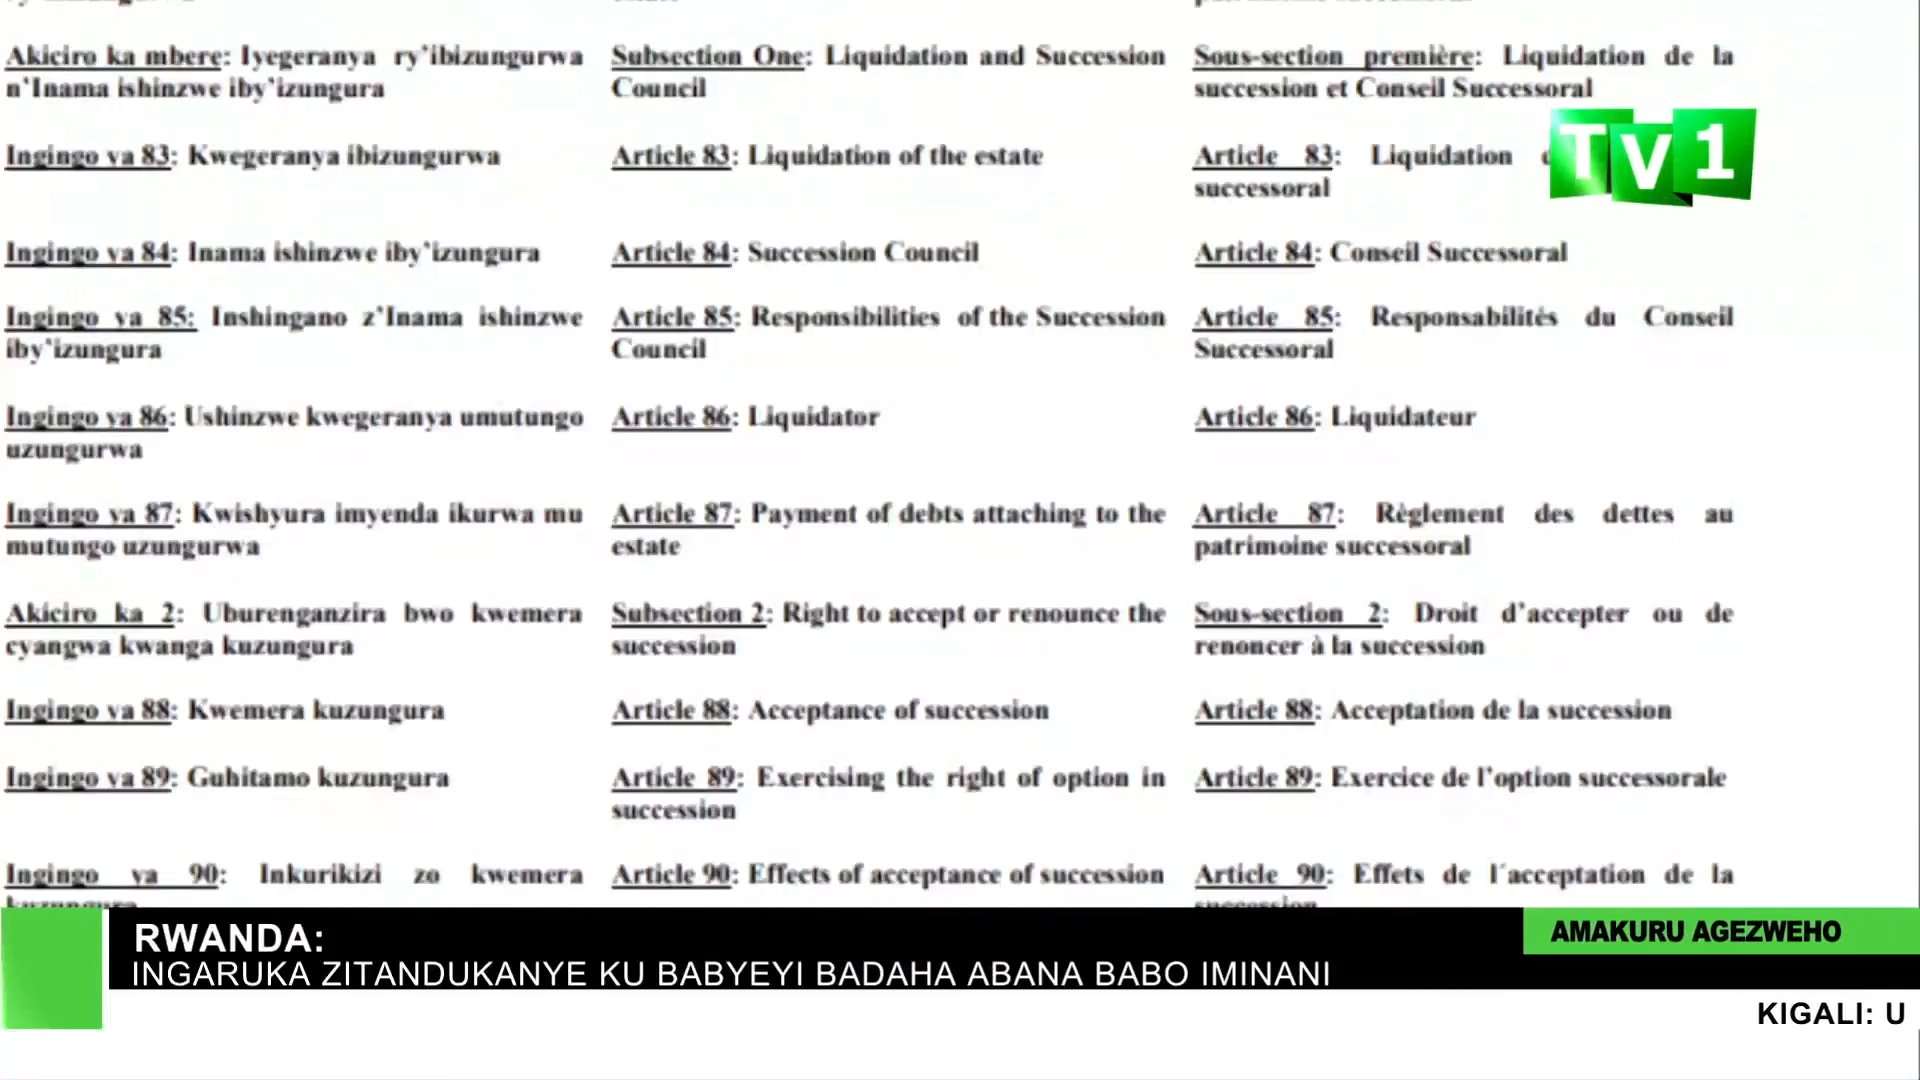 Akiciro ka mbere: Iyegeranya ry'ibizungurwa
n'Inama ishinzwe iby'izungura
Ingingo ya 83: Kwegeranya ibizungurwa
Ingingo ya 84: Inama ishinzwe iby'izungura
Ingingo ya 85: Inshingano z'Inama ishinzwe
iby'izungura
Ingingo ya 86: Ushinzwe kwegeranya umutungo
uzungurwa
Ingingo ya 87: Kwishyura imyenda ikurwa mu
mutungo uzungurwa
Akiciro ka 2: Uburenganzira bwo kwemera
cyangwa kwanga kuzungura
Ingingo ya 88: Kwemera kuzungura
Ingingo ya 89: Guhitamo kuzungura
Ingingo ya 90: Inkurikizi zo kwemera
Subsection One: Liquidation and Succession
Council
Article 83: Liquidation of the estate
Article 84: Succession Council
Article 85: Responsibilities of the Succession
Council
Article 86: Liquidator
Article 87: Payment of debts attaching to the
estate
Subsection 2: Right to accept or renounce the
succession
Article 88: Acceptance of succession
Article 89: Exercising the right of option in
succession
Article 90: Effects of acceptance of succession
Sous-section première: Liquidation de la
succession et Conseil Successoral
Article 83: Liquidation
successoral
Article 84: Conseil Successoral
Article 85: Responsabilités du Conseil
Successoral
Article 86: Liquidateur
Article 87: Règlement des dettes au
patrimoine successoral
Sous-section 2: Droit d'accepter ou de
renoncer à la succession
Article 88: Acceptation de la succession
Article 89: Exercice de l'option successorale
Article 90: Effets de l'acceptation de la
TV1
RWANDA:
INGARUKA ZITANDUKANYE KU BABYEYI BADAHA ABANA BABO IMINANI
AMAKURU AGEZWEHO
KIGALI: U